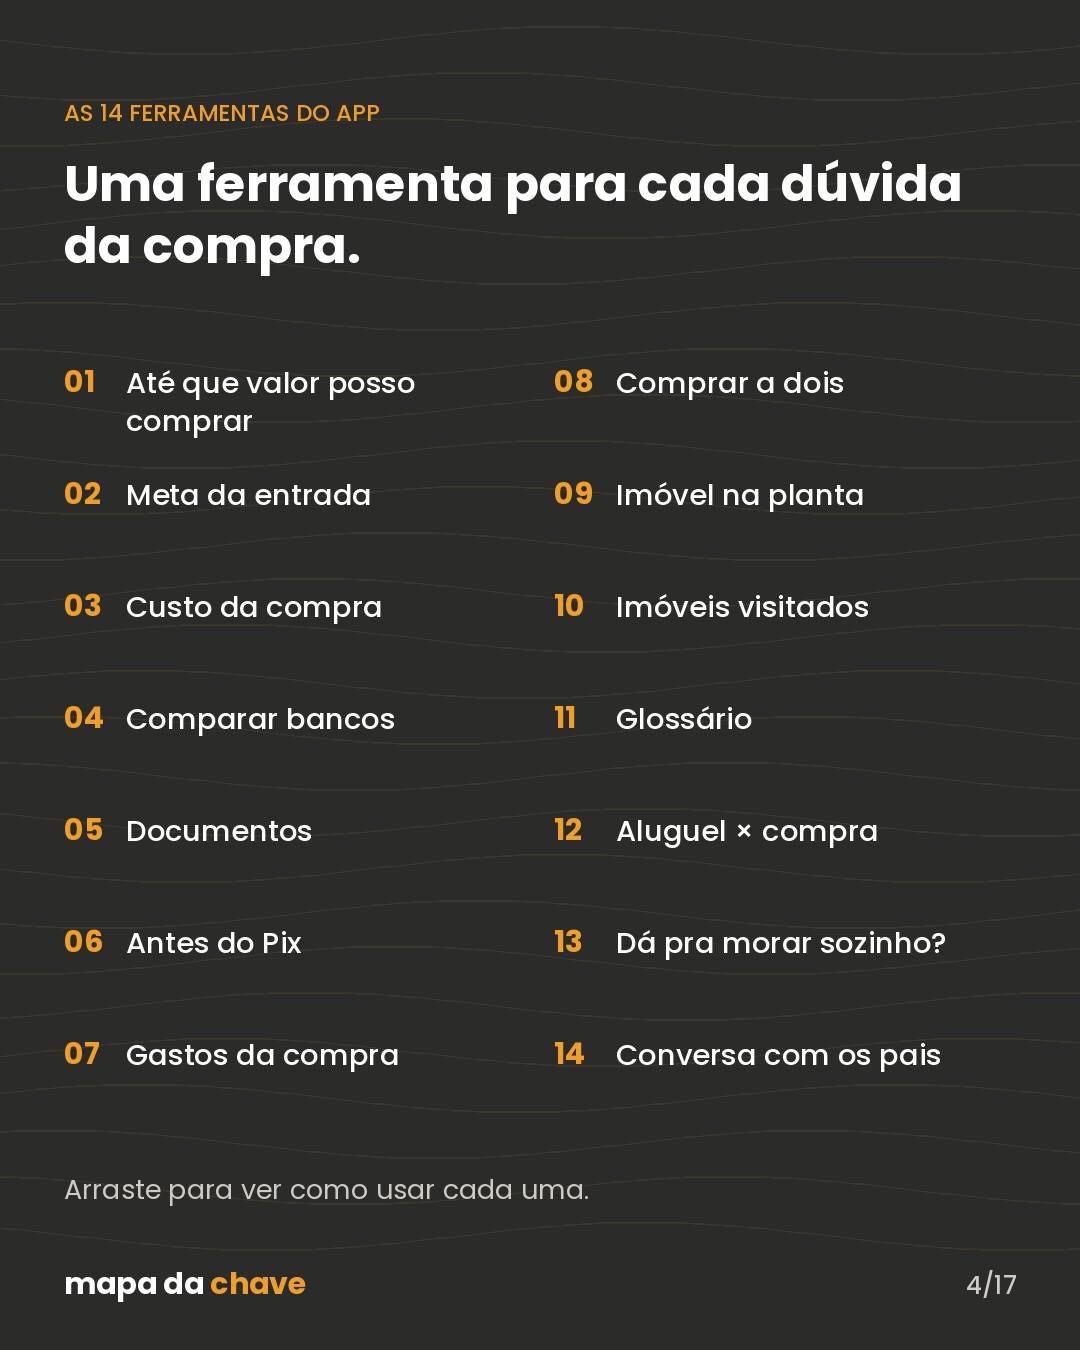 AS 14 FERRAMENTAS DO APP
Uma ferramenta para cada dúvida
da compra.
01 Até que valor posso
comprar
02 Meta da entrada
03 Custo da compra
04 Comparar bancos
05 Documentos
06 Antes do Pix
07 Gastos da compra
08 Comprar a dois
09 Imóvel na planta
10 Imóveis visitados
11 Glossário
12 Aluguel × compra
13 Dá pra morar sozinho?
14 Conversa com os pais
Arraste para ver como usar cada uma.
mapa da chave
4/17